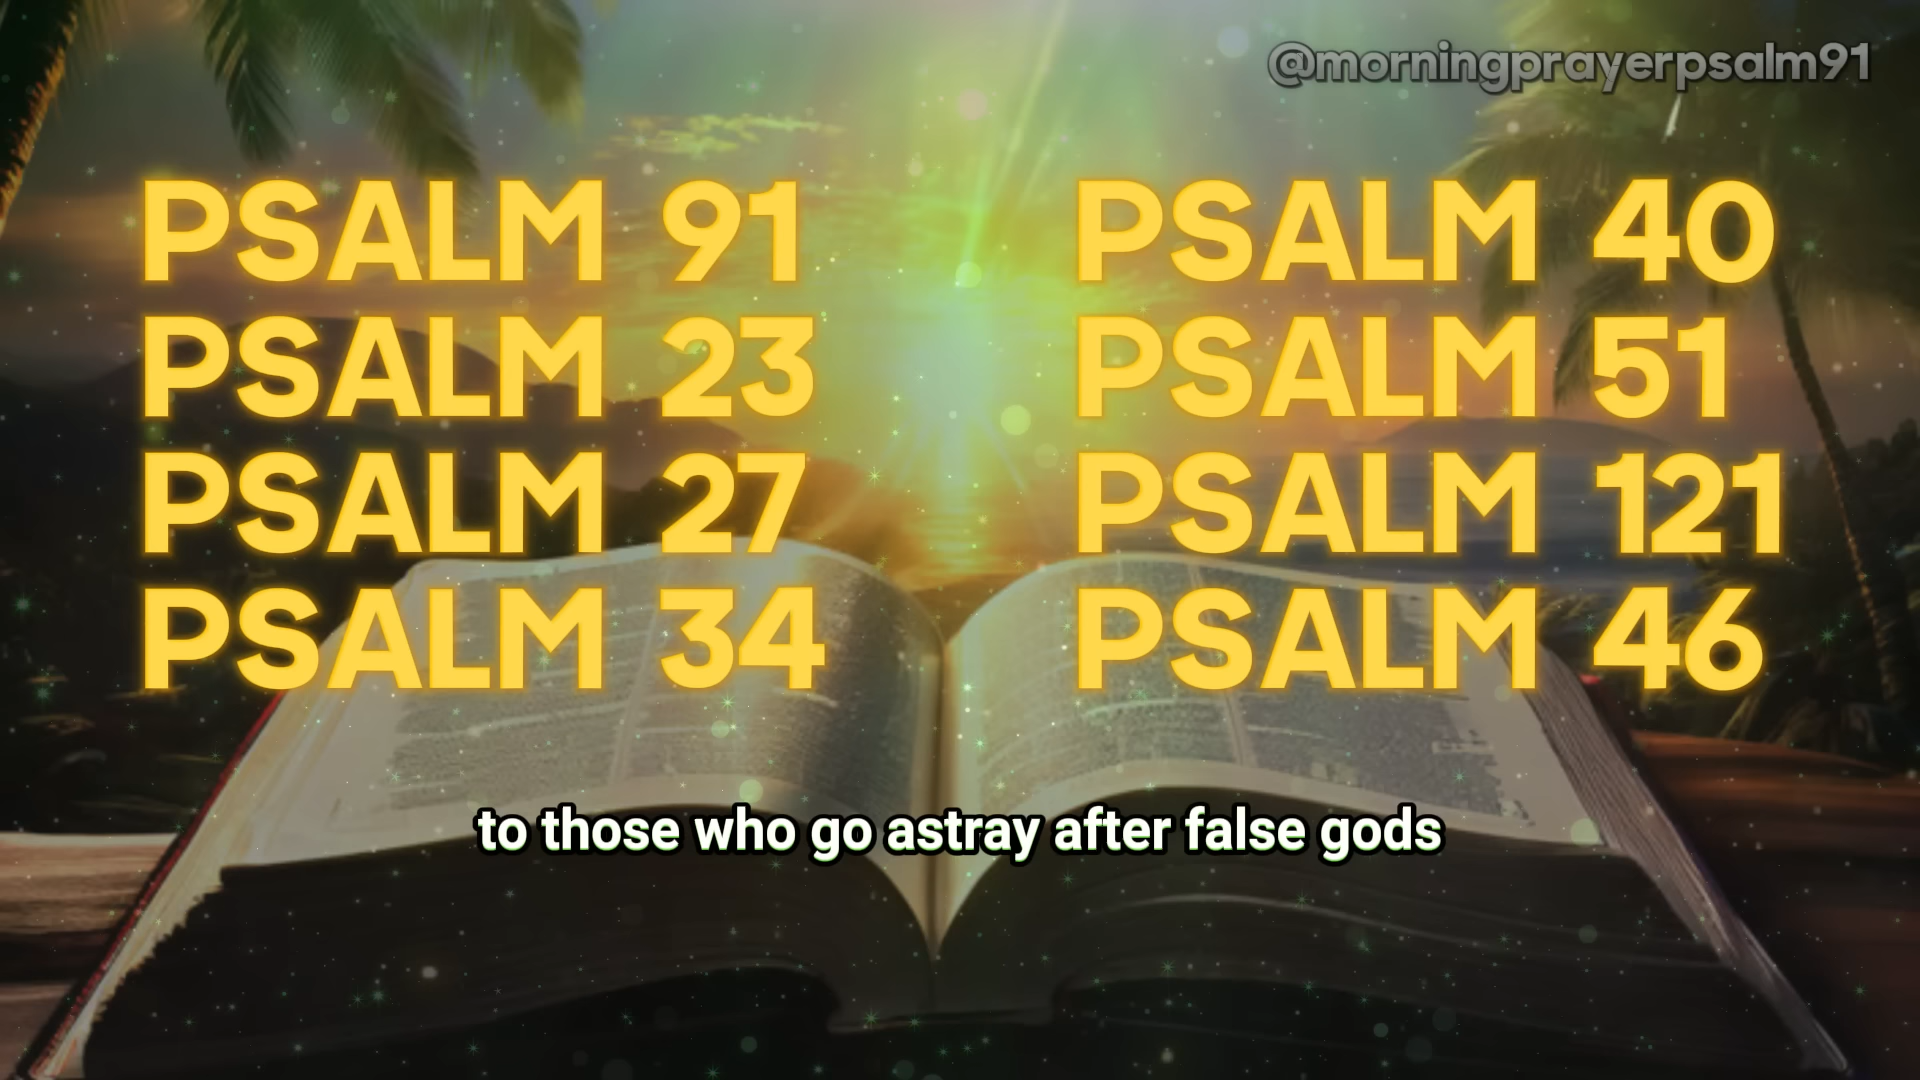 @morningprayerpsalm91
PSALM 91
PSALM 23
PSALM 27
PSALM 34
PSALM 40
PSALM 51
PSALM 121
PSALM 46
to those who go astray after false gods